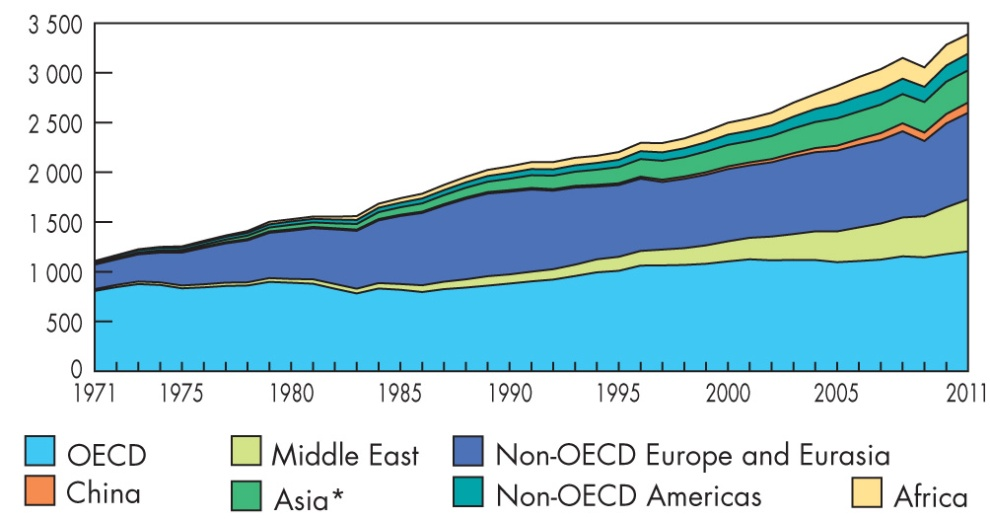 3 500
3 000
2 500
2 000
1 500
1 000
500
0
1971 1975 1980 1985 1990 1995 2000 2005 2011
OECD Middle East Non-OECD Europe and Eurasia
China Asia* Non-OECD Americas Africa